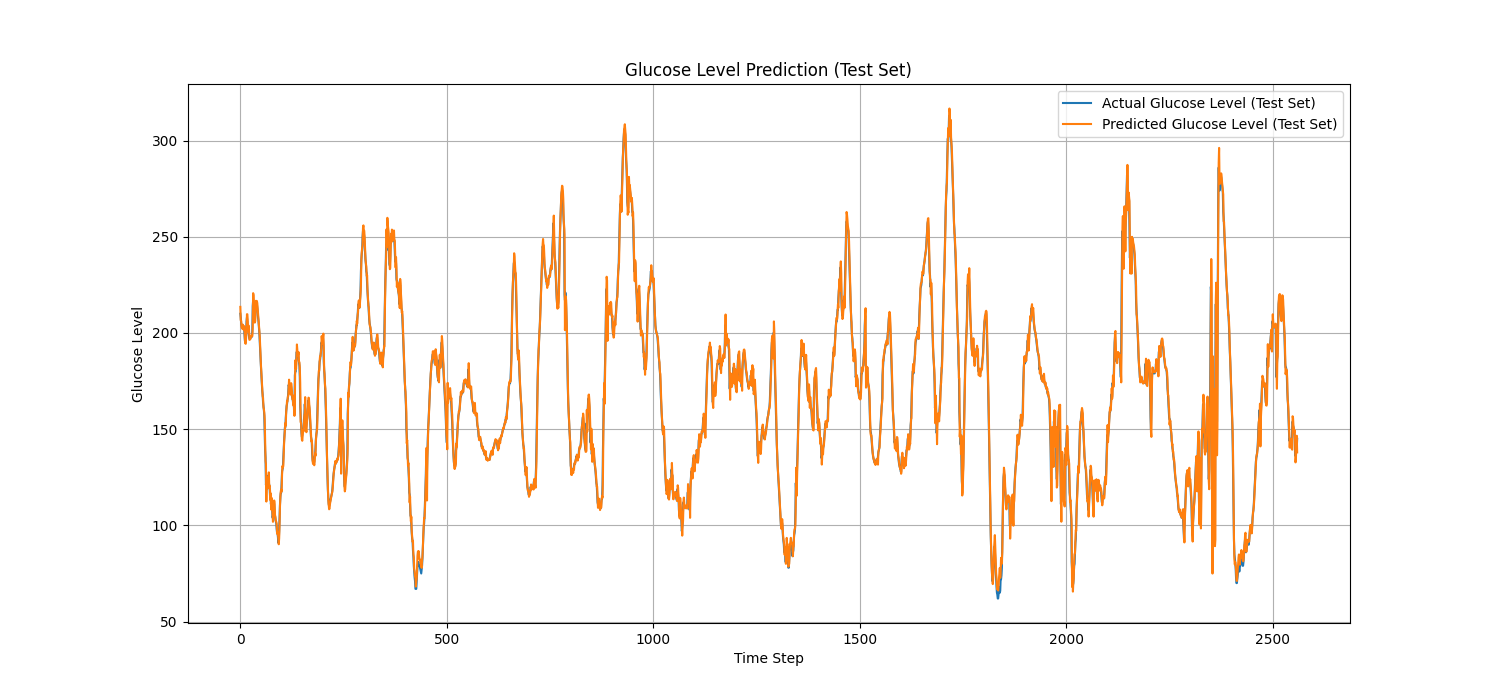 Glucose Level Prediction (Test Set)
Actual Glucose Level (Test Set)
Predicted Glucose Level (Test Set)
Glucose Level
300
250
200
150
100
50
0
500
1000
1500
2000
2500
Time Step